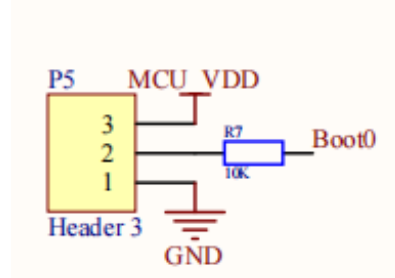 P5 MCU_VDD
3
R7
Boot0
2
10K
1
Header 3
GND